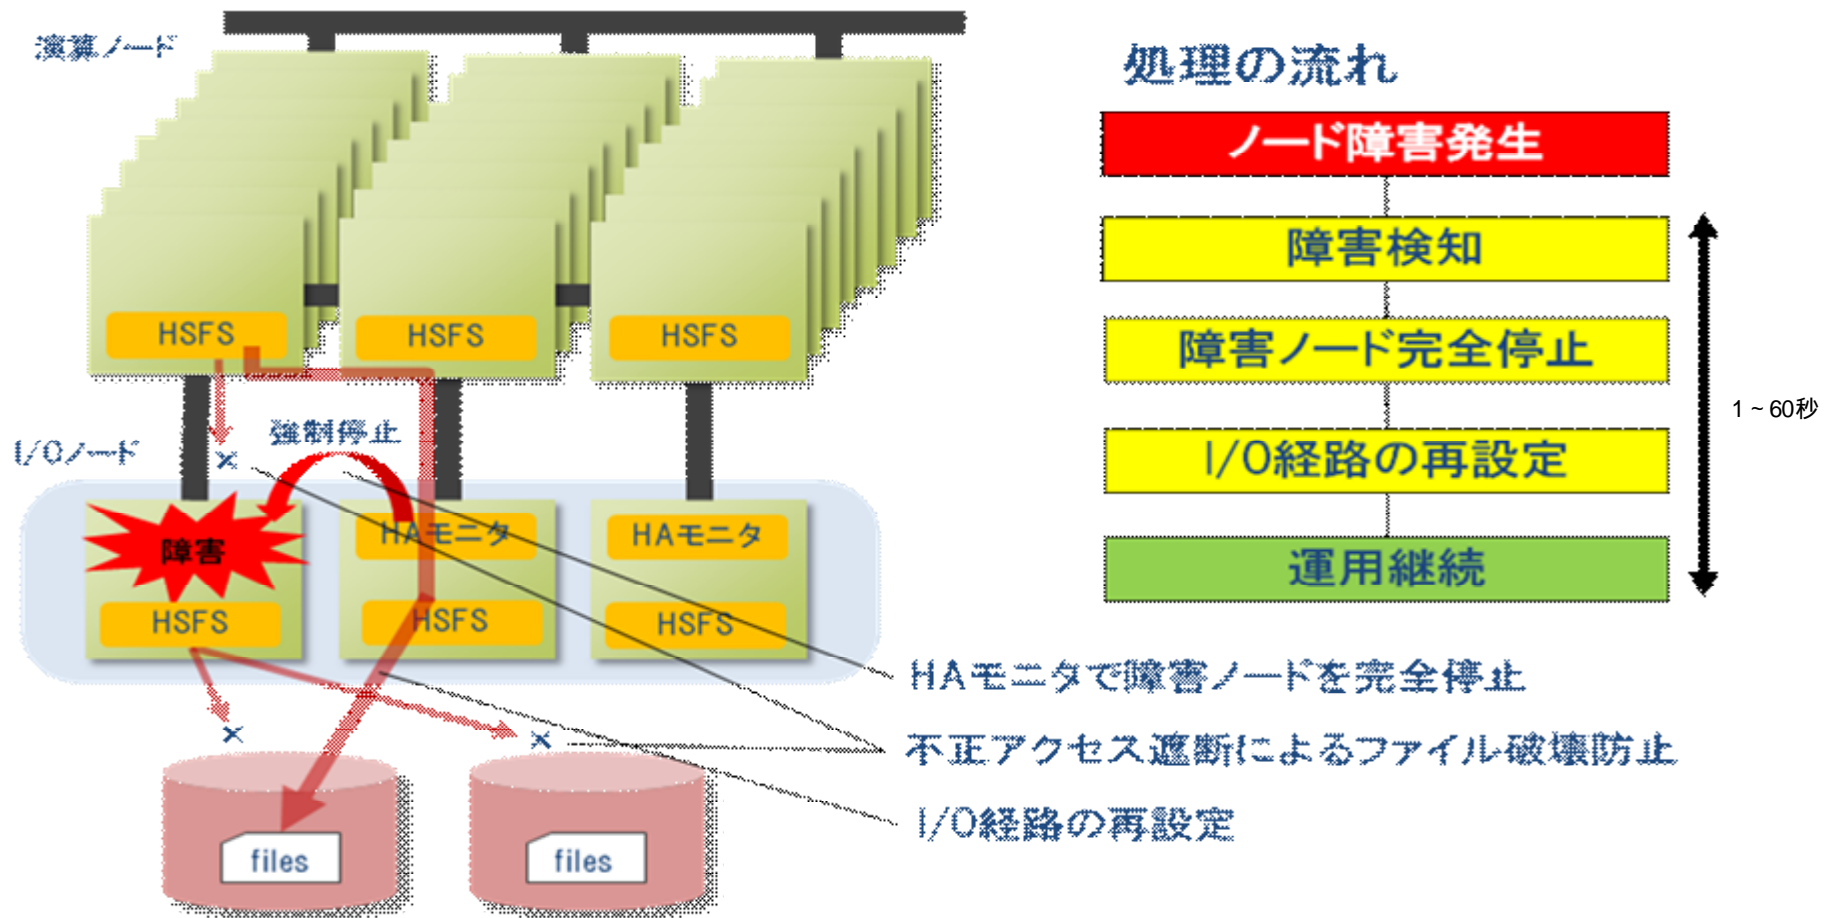 演算ノード
HSFS
HSFS
HSFS
I/Oノード
強制停止
×
障害
HAモニタ
HAモニタ
HSFS
HSFS
HSFS
×
×
files
files
HAモニタで障害ノードを完全停止
不正アクセス遮断によるファイル破壊防止
I/O経路の再設定
処理の流れ
ノード障害発生
障害検知
障害ノード完全停止
I/O経路の再設定
運用継続
1~60秒